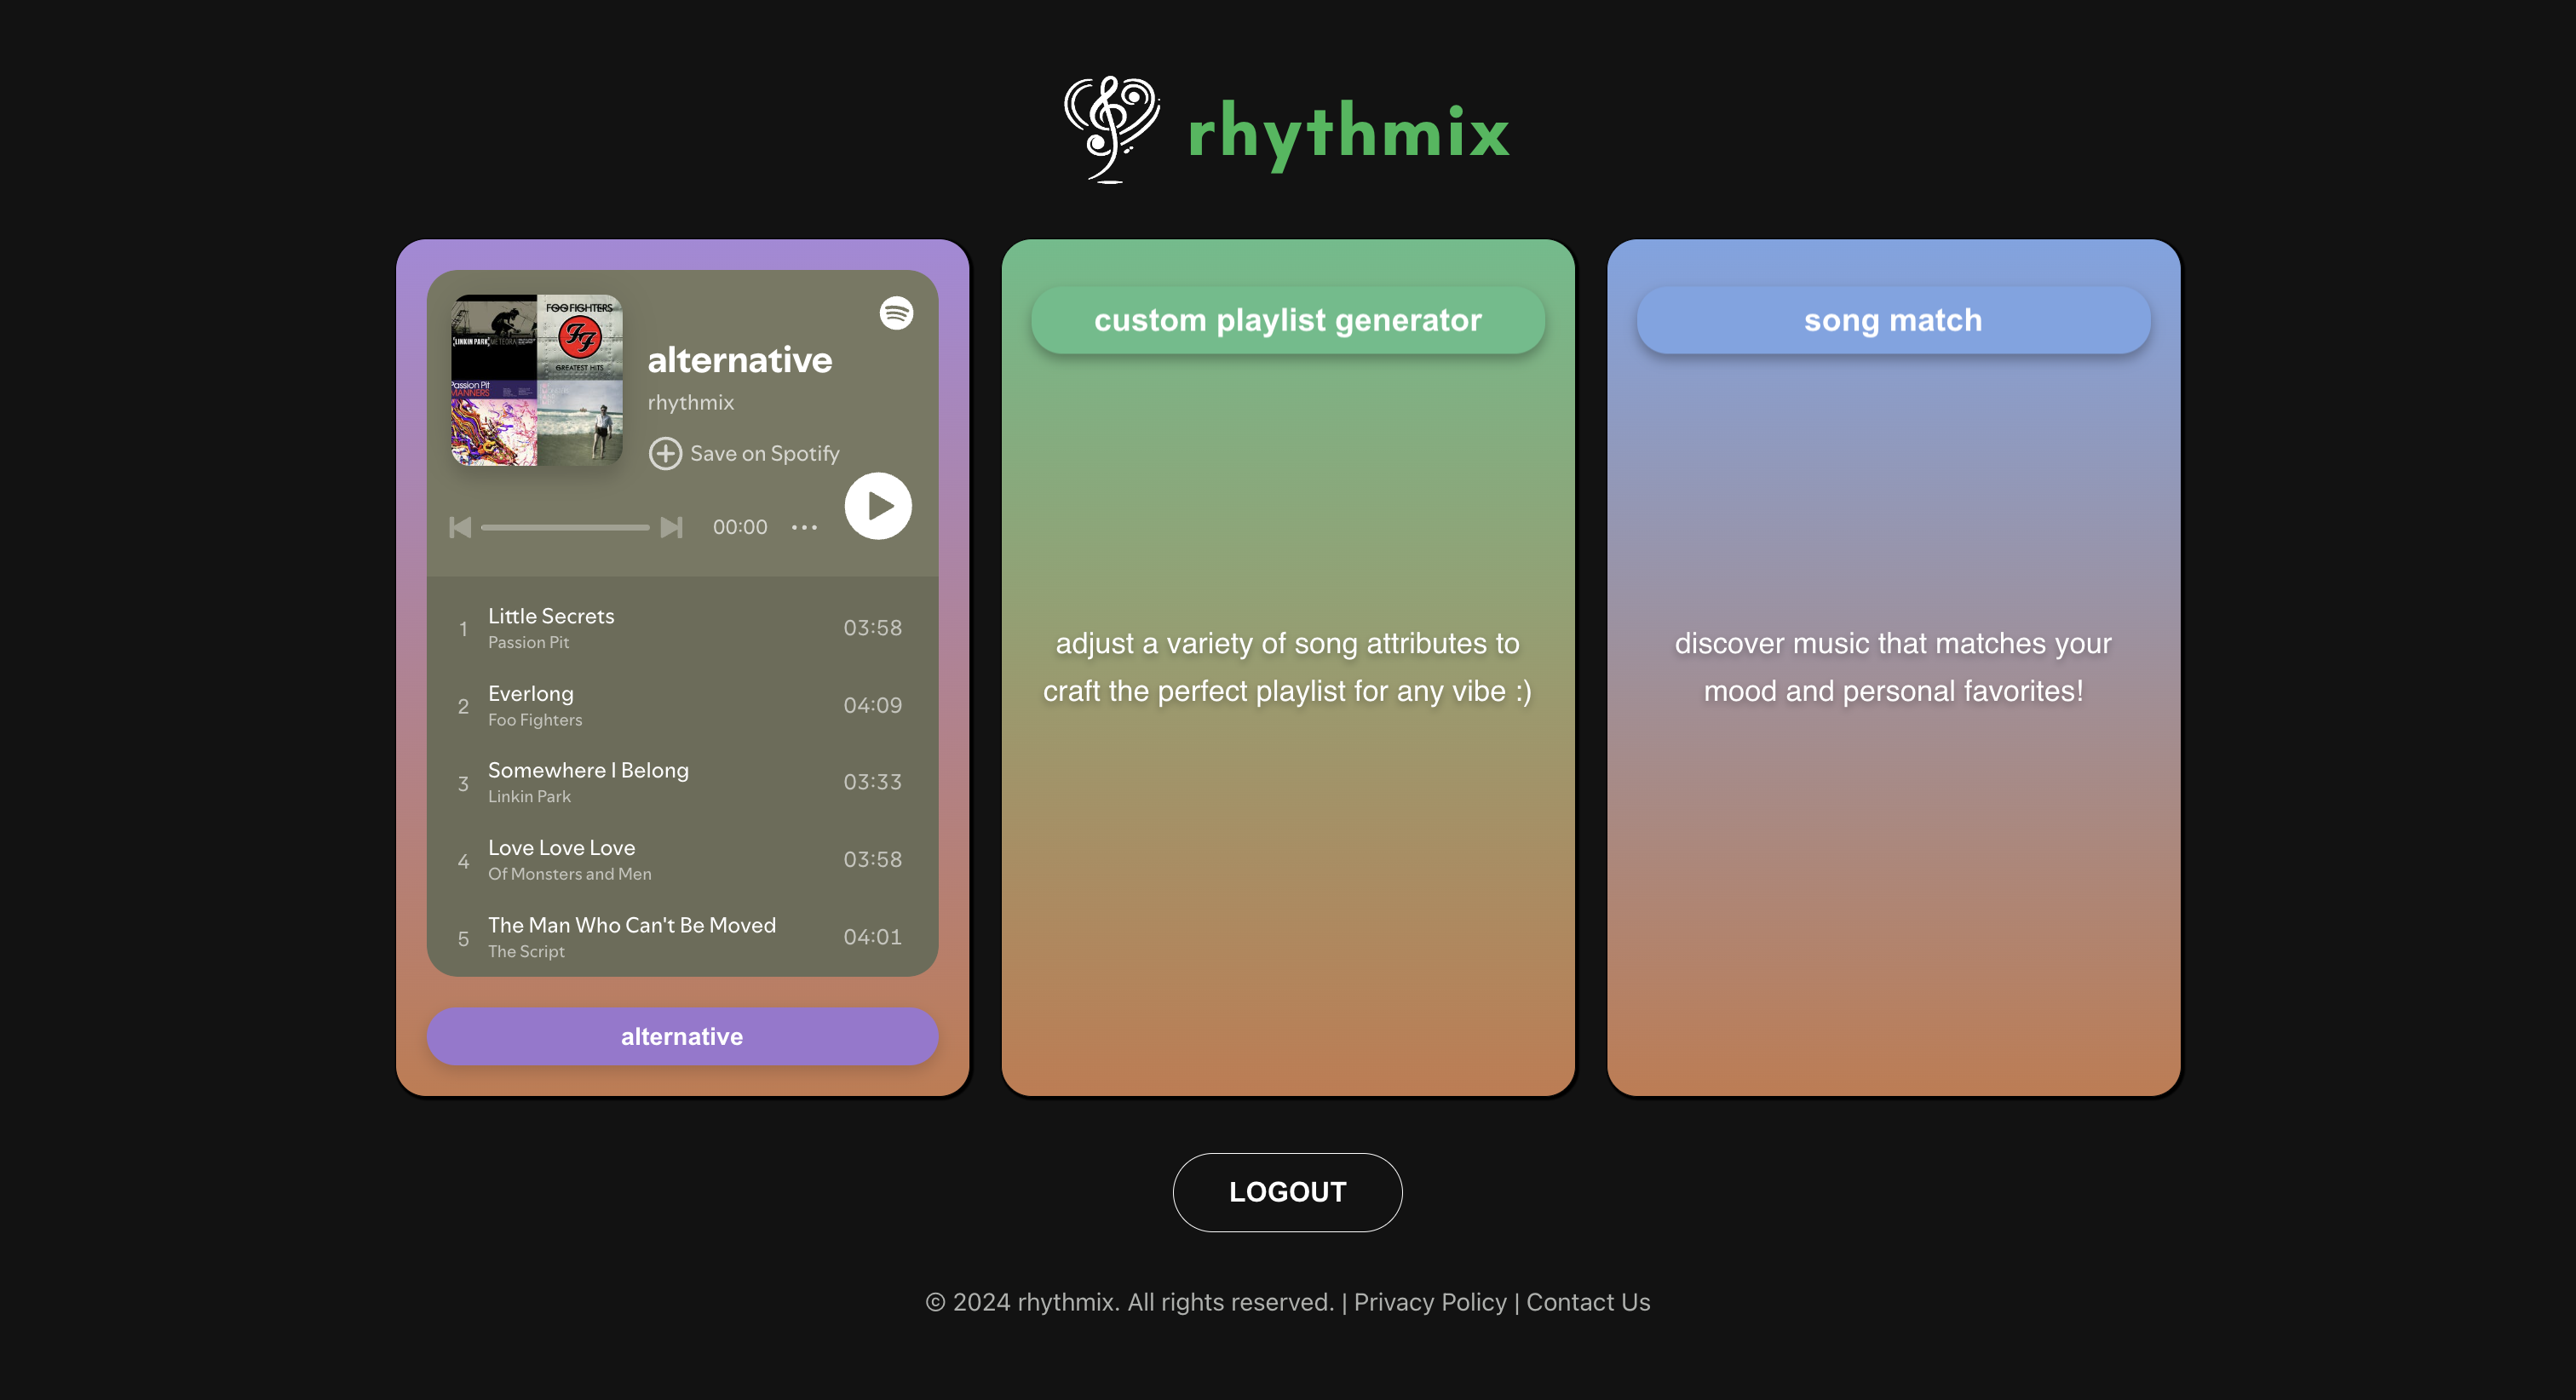 rhythmix
LINKIN PARK METEORA
FOO FIGHTERS
FF
GREATEST HITS
Passion Pit
MANNERS
alternative
rhythmix
Save on Spotify
00:00
1 Little Secrets 03:58
Passion Pit
2 Everlong 04:09
Foo Fighters
3 Somewhere I Belong 03:33
Linkin Park
4 Love Love Love 03:58
Of Monsters and Men
5 The Man Who Can't Be Moved 04:01
The Script
alternative
custom playlist generator
adjust a variety of song attributes to
craft the perfect playlist for any vibe :)
song match
discover music that matches your
mood and personal favorites!
LOGOUT
© 2024 rhythmix. All rights reserved. | Privacy Policy | Contact Us